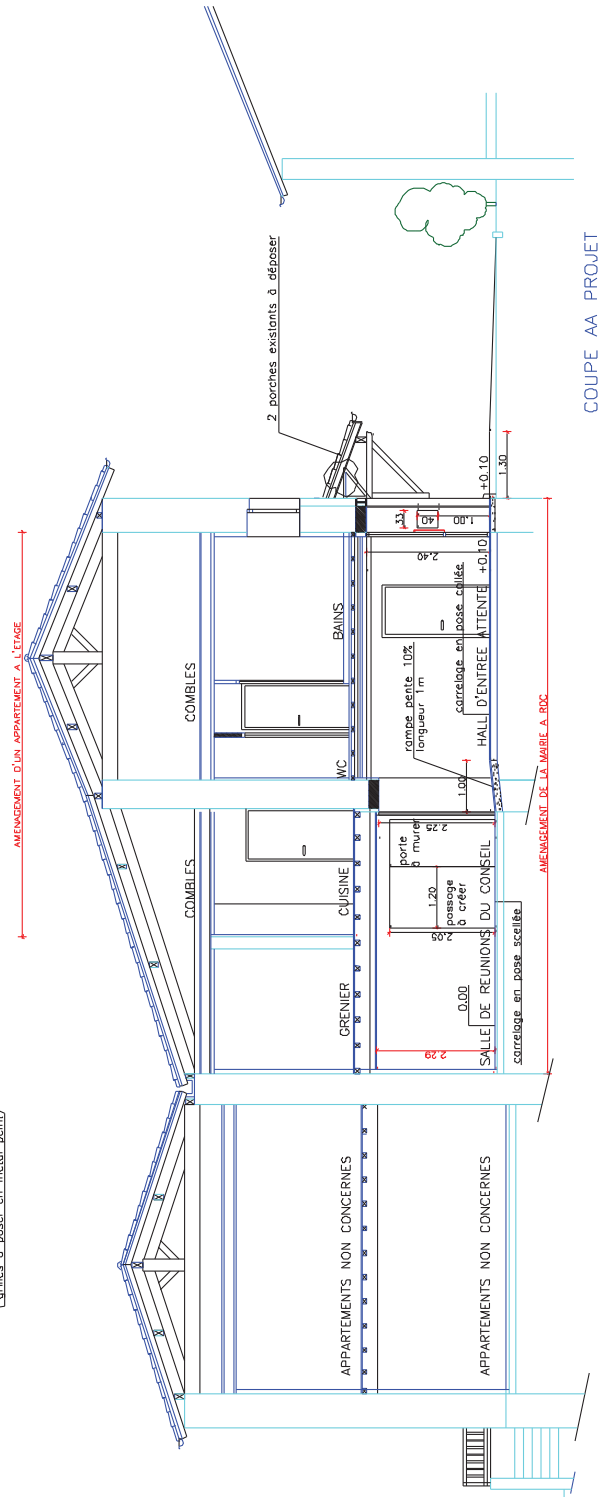 grilles à poser en métal peint
AMENAGEMENT D'UN APPARTEMENT A L'ETAGE
2 porches existants à déposer
COMBLES
COMBLES
GRENIER
CUISINE
WC
BAINS
APPARTEMENTS NON CONCERNES
APPARTEMENTS NON CONCERNES
2.29
2.05
1.20
passage
à créer
porte
à murer
2.25
0.00
SALLE DE REUNIONS DU CONSEIL
carrelage en pose scellée
1.00
rampe pente 10%
longueur 1m
carrelage en pose collée
HALL D'ENTREE ATTENTE
+0.10
2.40
33
40
1.00
+0.10
1.30
AMENAGEMENT DE LA MAIRIE A RDC
COUPE AA PROJET